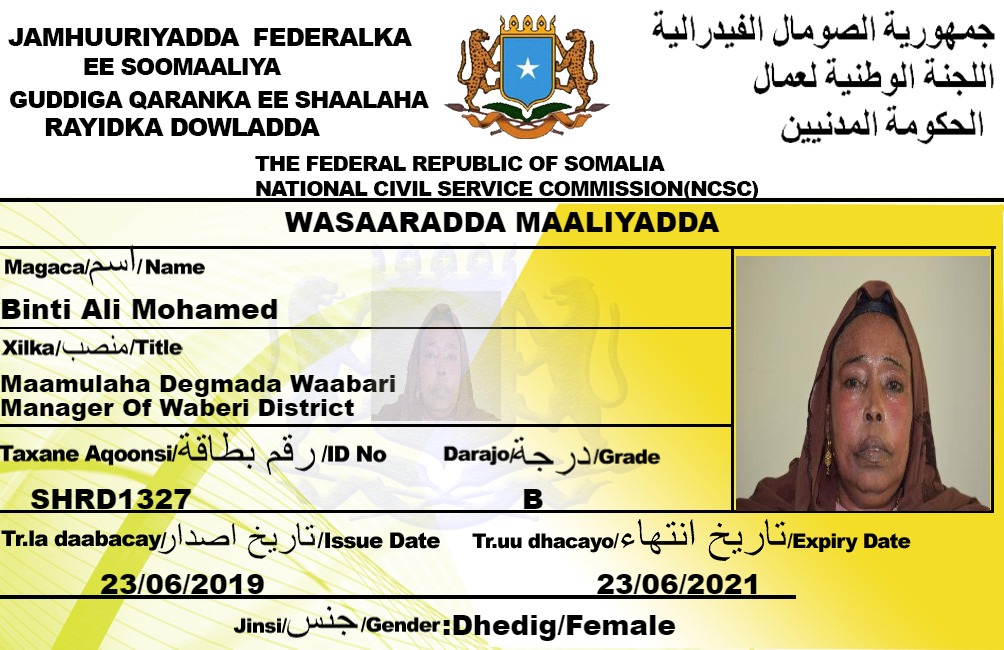 JAMHUURIYADDA FEDERALKA
EE SOOMAALIYA
GUDDIGA QARANKA EE SHAALAHA
RAYIDKA DOWLADDA
جمهورية الصومال الفيدرالية
اللجنة الوطنية لعمال
الحكومة المدنيين
THE FEDERAL REPUBLIC OF SOMALIA
NATIONAL CIVIL SERVICE COMMISSION(NCSC)
WASAARADDA MAALIYADDA
Magaca/اسم/Name
Binti Ali Mohamed
Xilka/منصب/Title
Maamulaha Degmada Waabari
Manager Of Waberi District
Taxane Aqoonsi/رقم بطاقة/ID No
SHRD1327
Darajo/درجة/Grade
B
Tr.la daabacay/تاريخ اصدار/Issue Date
23/06/2019
Tr.uu dhacayo/تاريخ انتهاء/Expiry Date
23/06/2021
Jinsi/جنس/Gender:Dhedig/Female